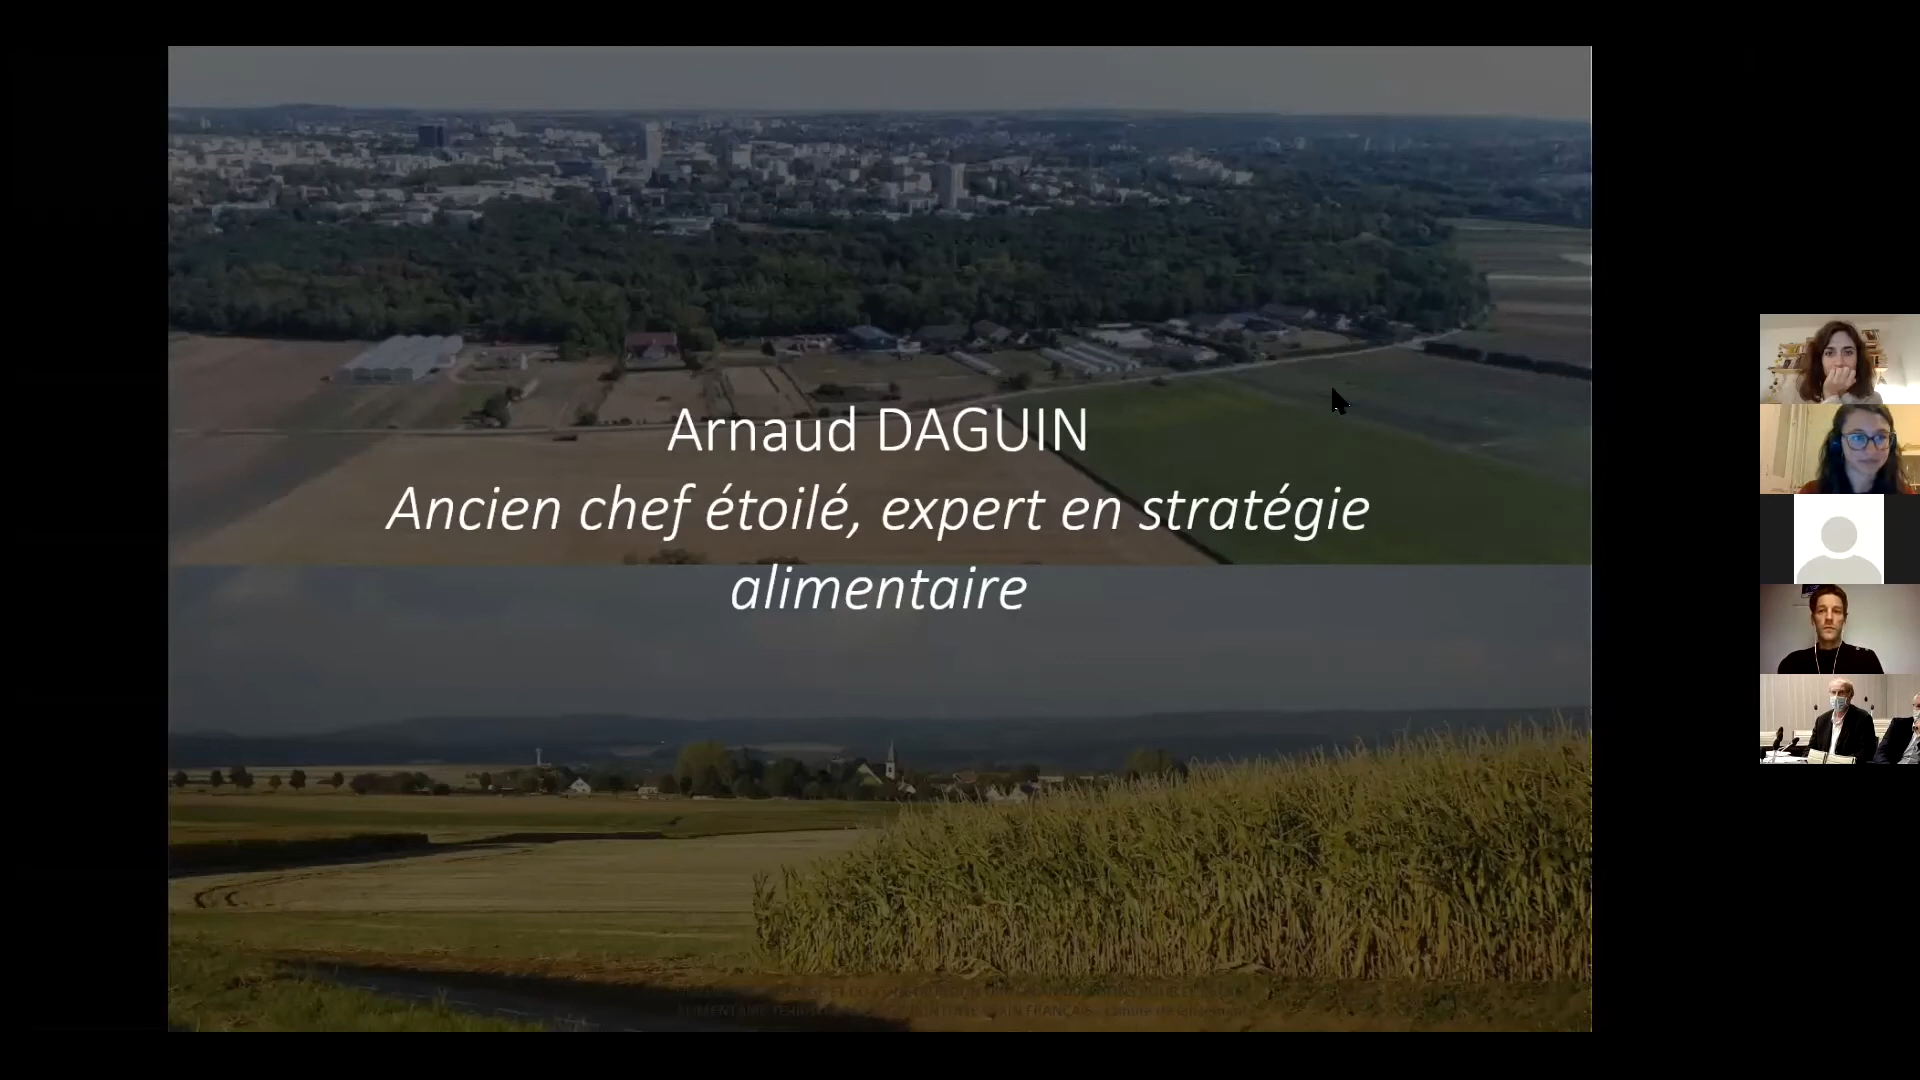 Arnaud DAGUIN
Ancien chef étoilé, expert en stratégie
alimentaire